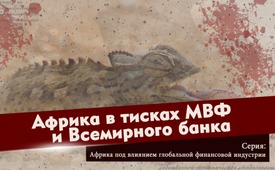 Африка в тисках МВФ
и Всемирного банка
Серия:
Африка под влиянием глобальной финансовой индустрии